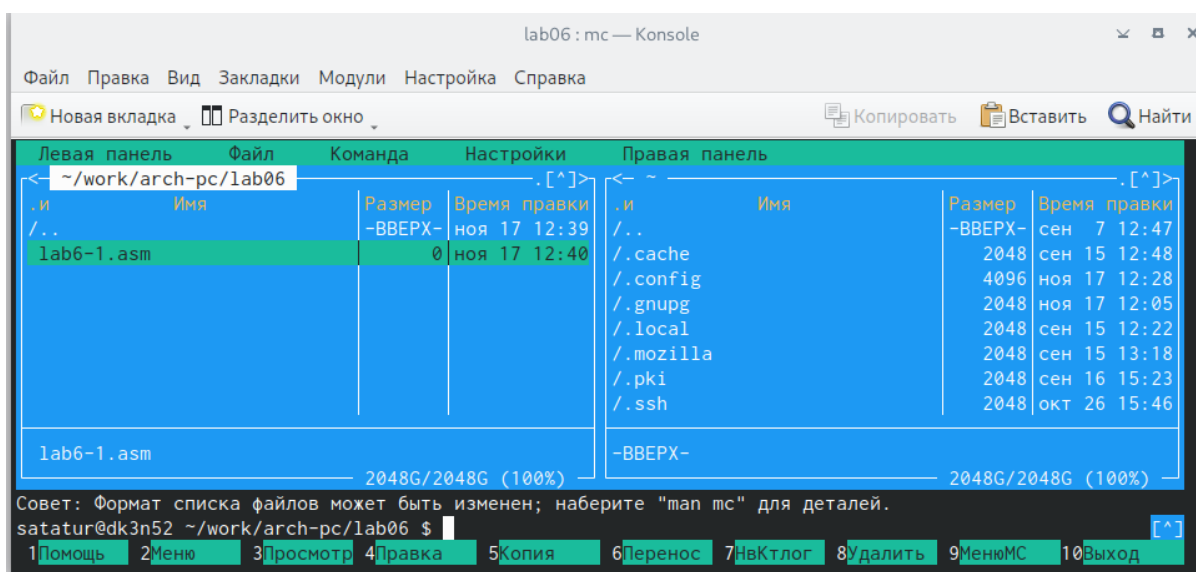 lab06 : mc — Konsole
Файл Правка Вид Закладки Модули Настройка Справка
Новая вкладка Разделить окно Копировать Вставить Найти
Левая панель Файл Команда Настройки Правая панель
<— ~/work/arch-pc/lab06 .[^]> <— ~ .[^]>
.и Имя Размер Время правки .и Имя Размер Время правки
/.. -ВВЕРХ- ноя 17 12:39 /.. -ВВЕРХ- сен 7 12:47
lab6-1.asm 0 ноя 17 12:40 /.cache 2048 сен 15 12:48
/.config 4096 ноя 17 12:28
/.gnupg 2048 ноя 17 12:05
/.local 2048 сен 15 12:22
/.mozilla 2048 сен 15 13:18
/.pki 2048 сен 16 15:23
/.ssh 2048 окт 26 15:46
lab6-1.asm -ВВЕРХ-
2048G/2048G (100%) 2048G/2048G (100%)
Совет: Формат списка файлов может быть изменен; наберите "man mc" для деталей.
satatur@dk3n52 ~/work/arch-pc/lab06 $ [^]
1Помощь 2Меню 3Просмотр 4Правка 5Копия 6Перенос 7НвКтлог 8Удалить 9МенюМС 10Выход